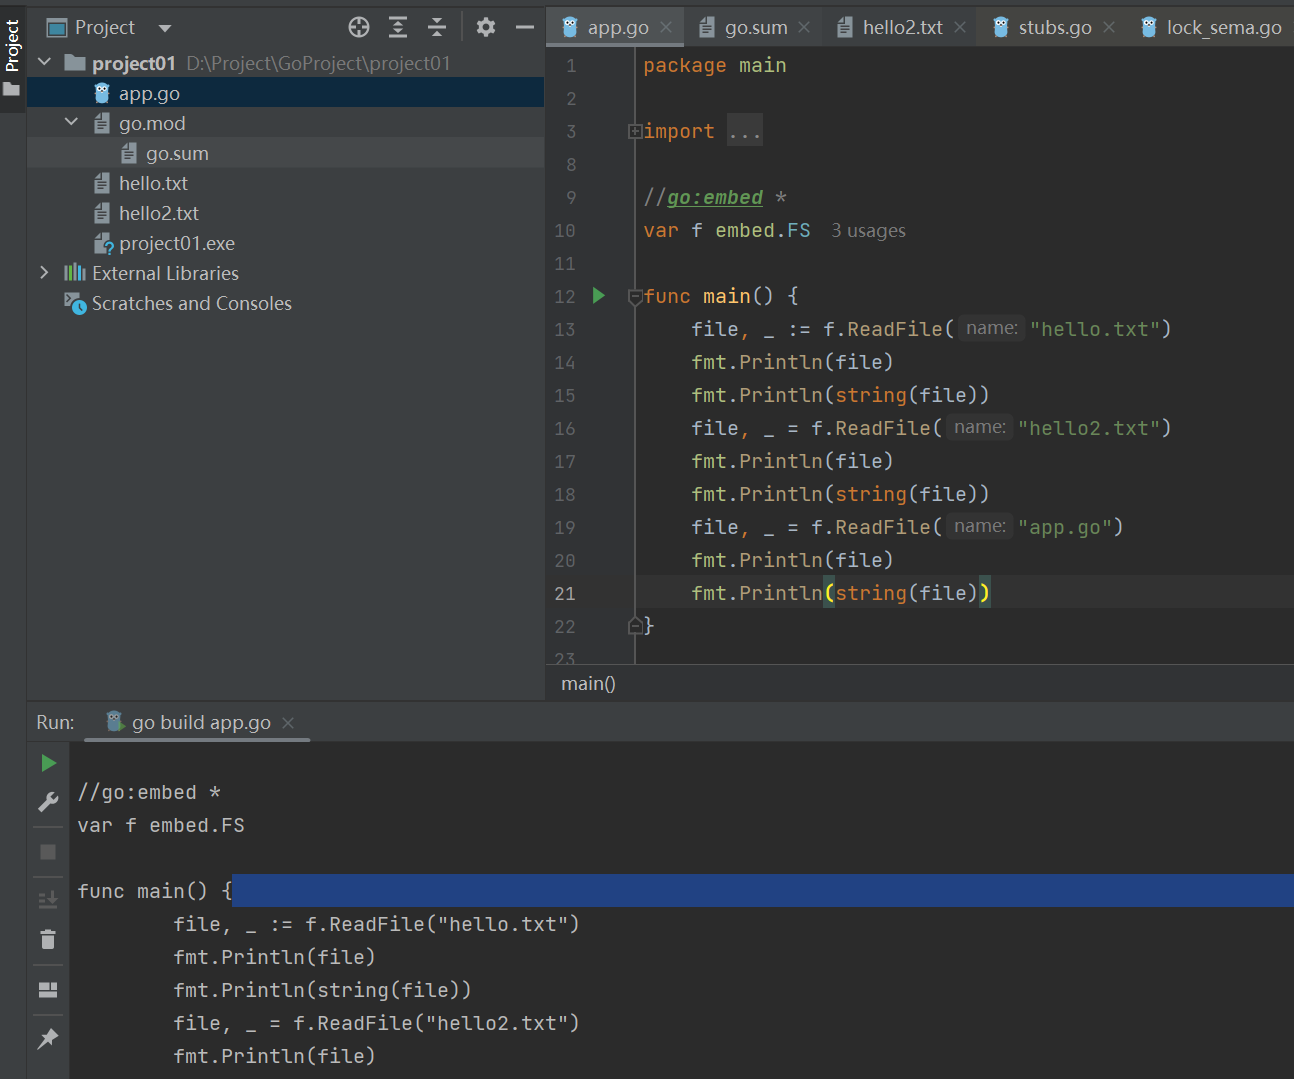 Project
Project
project01 D:\Project\GoProject\project01
app.go
go.mod
go.sum
hello.txt
hello2.txt
project01.exe
External Libraries
Scratches and Consoles
app.go
go.sum
hello2.txt
stubs.go
lock_sema.go
1 package main
2
3 import ...
8
9 //go:embed *
10 var f embed.FS 3 usages
11
12 func main() {
13 file, _ := f.ReadFile( name: "hello.txt")
14 fmt.Println(file)
15 fmt.Println(string(file))
16 file, _ = f.ReadFile( name: "hello2.txt")
17 fmt.Println(file)
18 fmt.Println(string(file))
19 file, _ = f.ReadFile( name: "app.go")
20 fmt.Println(file)
21 fmt.Println(string(file))
22 }
23
main()
Run: go build app.go
//go:embed *
var f embed.FS
func main() {
file, _ := f.ReadFile("hello.txt")
fmt.Println(file)
fmt.Println(string(file))
file, _ = f.ReadFile("hello2.txt")
fmt.Println(file)